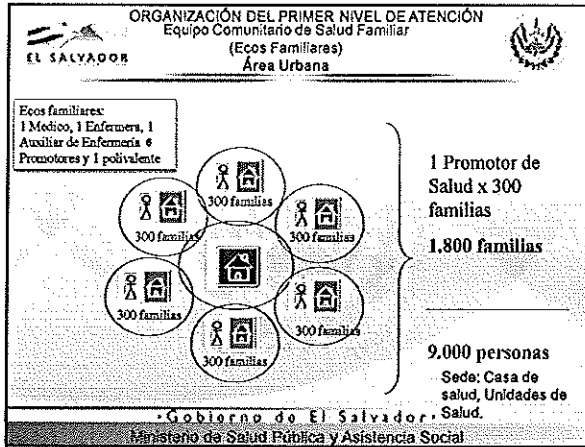 ORGANIZACIÓN DEL PRIMER NIVEL DE ATENCIÓN
Equipo Comunitario de Salud Familiar
(Ecos Familiares)
Área Urbana
EL SALVADOR
Ecos familiares:
1 Medico, 1 Enfermera, 1
Auxiliar de Enfermería 6
Promotores y 1 polivalente
300 familias
300 familias
300 familias
300 familias
300 familias
300 familias
1 Promotor de
Salud x 300
familias
1.800 familias
9.000 personas
Sede: Casa de
salud, Unidades de
Salud.
Gobierno de El Salvador
Ministerio de Salud Pública y Asistencia Social